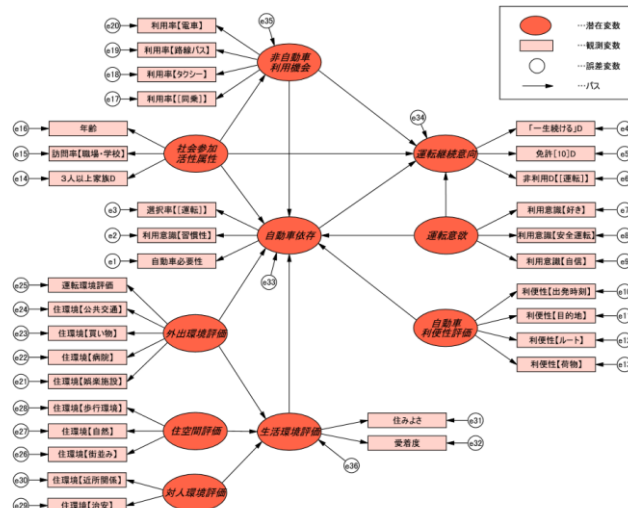 e35
e20
利用率【電車】
e19
利用率【路線バス】
e18
利用率【タクシー】
e17
利用率【[同乗]】
非自動車
利用機会
…潜在変数
…観測変数
…誤差変数
…パス
e16
年齢
e15
訪問率【職場・学校】
e14
3人以上家族D
社会参加
活性属性
e34
運転継続意向
「一生続ける」D
e4
免許【10】D
e5
非利用D【[運転]】
e6
e3
選択率【[運転]】
e2
利用意識【習慣性】
e1
自動車必要性
自動車依存
e33
運転意欲
利用意識【好き】
e7
利用意識【安全運転】
e8
利用意識【自信】
e9
e25
運転環境評価
e24
住環境【公共交通】
e23
住環境【買い物】
e22
住環境【病院】
e21
住環境【娯楽施設】
外出環境評価
自動車
利便性評価
利便性【出発時刻】
利便性【目的地】
利便性【ルート】
利便性【荷物】
e28
住環境【歩行環境】
e27
住環境【自然】
e26
住環境【街並み】
住空間評価
生活環境評価
e36
住みよさ
e31
愛着度
e32
e30
住環境【近所関係】
e29
住環境【治安】
対人環境評価